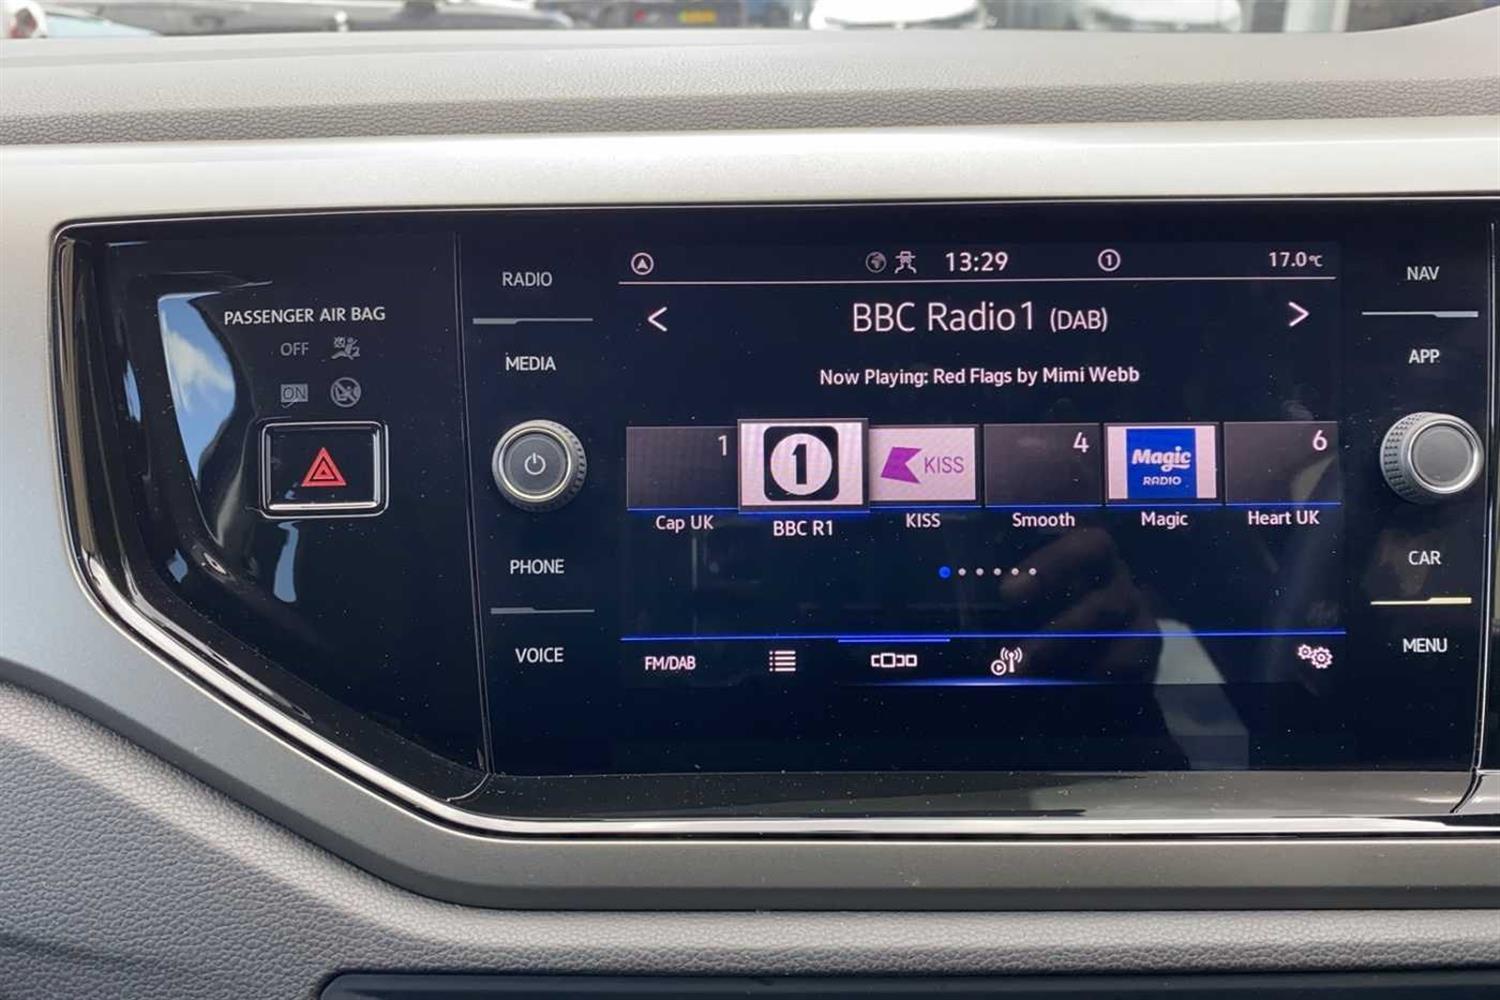 PASSENGER AIR BAG
OFF
ON
RADIO
MEDIA
PHONE
VOICE
13:29
1
17.0°C
< BBC Radio1 (DAB) >
Now Playing: Red Flags by Mimi Webb
1
1
KISS
4
Magic
RADIO
6
Cap UK
BBC R1
KISS
Smooth
Magic
Heart UK
FM/DAB
NAV
APP
CAR
MENU